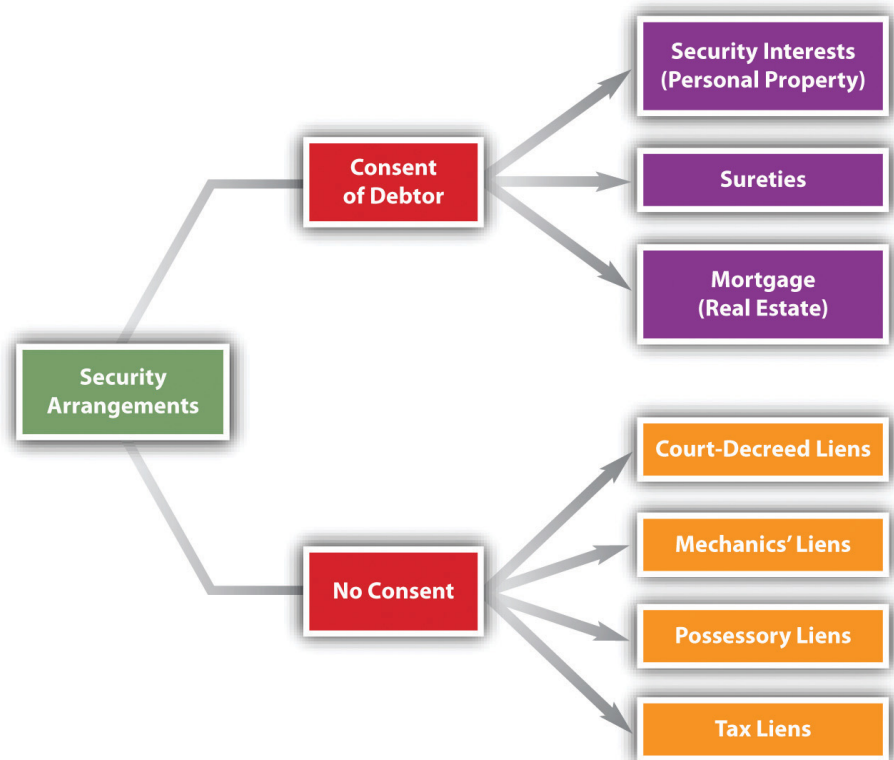 Security Interests
(Personal Property)
Consent
of Debtor
Sureties
Mortgage
(Real Estate)
Security
Arrangements
Court-Decreed Liens
Mechanics’ Liens
No Consent
Possessory Liens
Tax Liens